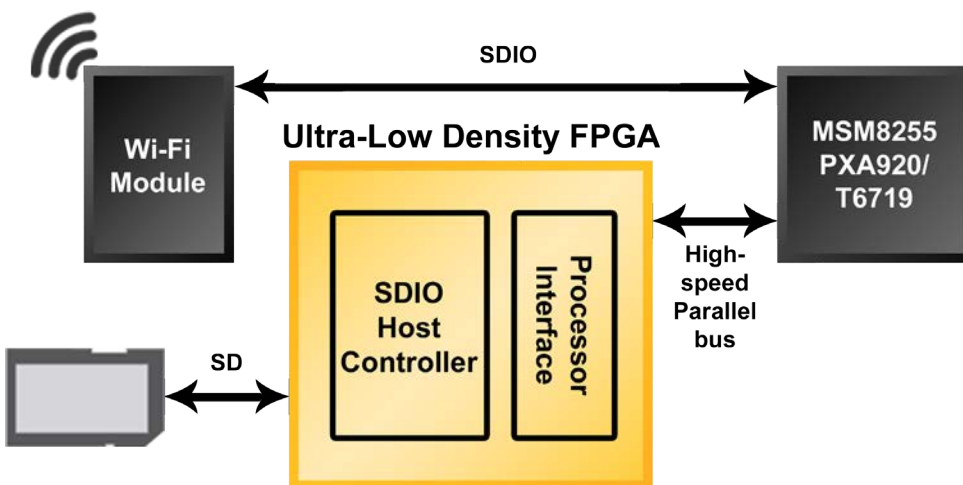 SDIO
Wi-Fi
Module
MSM8255
PXA920/
T6719
Ultra-Low Density FPGA
High-
speed
Parallel
bus
SDIO
Host
Controller
Processor
Interface
SD